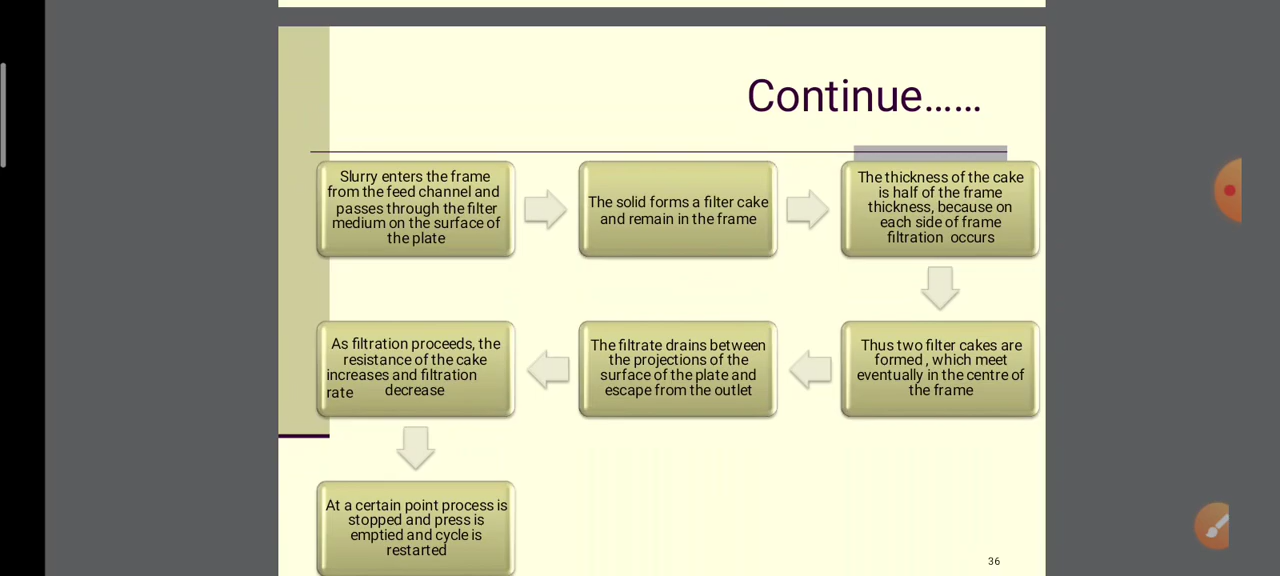 Continue……
Slurry enters the frame
from the feed channel and
passes through the filter
medium on the surface of
the plate
The solid forms a filter cake
and remain in the frame
The thickness of the cake
is half of the frame
thickness, because on
each side of frame
filtration occurs
Thus two filter cakes are
formed , which meet
eventually in the centre of
the frame
The filtrate drains between
the projections of the
surface of the plate and
escape from the outlet
As filtration proceeds, the
resistance of the cake
increases and filtration
rate decrease
At a certain point process is
stopped and press is
emptied and cycle is
restarted
36